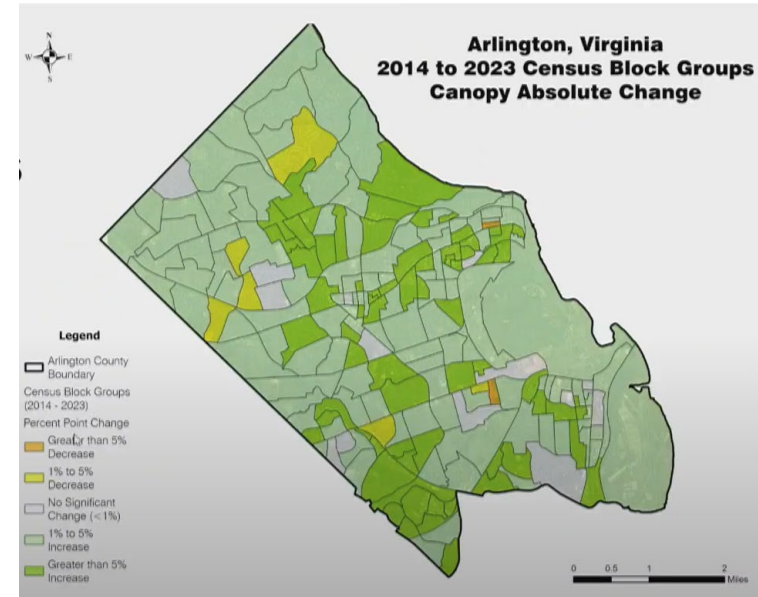 N
W E
S
Arlington, Virginia
2014 to 2023 Census Block Groups
Canopy Absolute Change
Legend
Arlington County
Boundary
Census Block Groups
(2014 - 2023)
Percent Point Change
Greater than 5%
Decrease
1% to 5%
Decrease
No Significant
Change (<1%)
1% to 5%
Increase
Greater than 5%
Increase
0 0.5 1 2
Miles